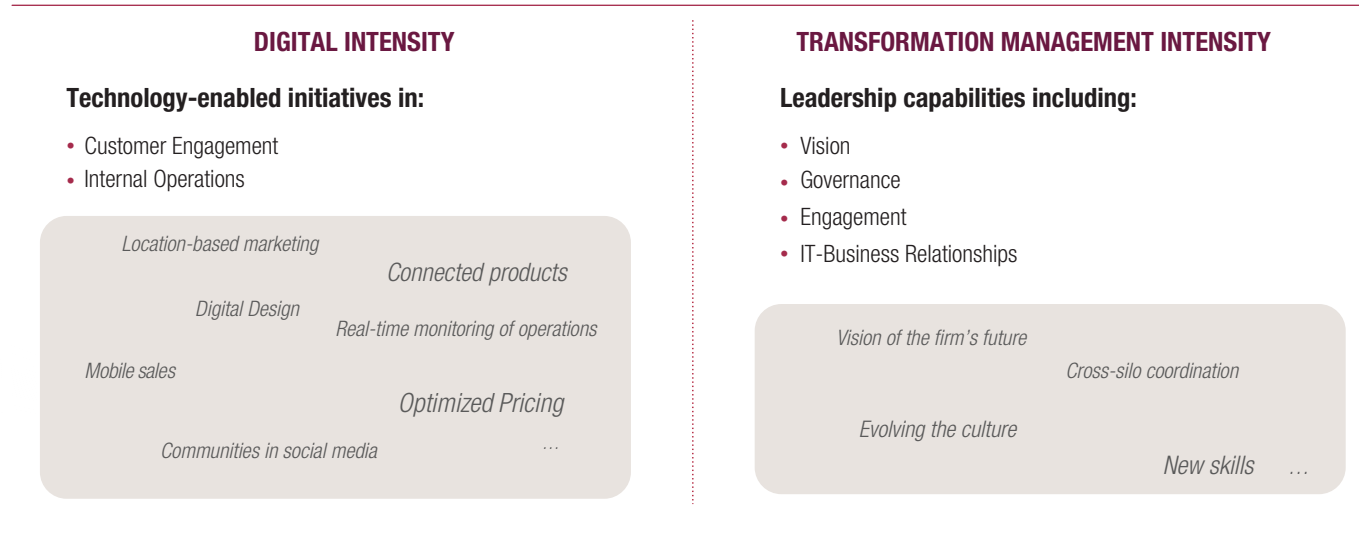 DIGITAL INTENSITY
Technology-enabled initiatives in:
• Customer Engagement
• Internal Operations
Location-based marketing
Connected products
Digital Design
Real-time monitoring of operations
Mobile sales
Optimized Pricing
Communities in social media
...
TRANSFORMATION MANAGEMENT INTENSITY
Leadership capabilities including:
• Vision
• Governance
• Engagement
• IT-Business Relationships
Vision of the firm's future
Cross-silo coordination
Evolving the culture
New skills ...